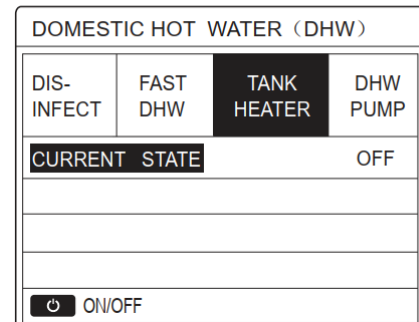 DOMESTIC HOT WATER（DHW）
DIS-
INFECT
FAST
DHW
TANK
HEATER
DHW
PUMP
CURRENT STATE OFF
ON/OFF